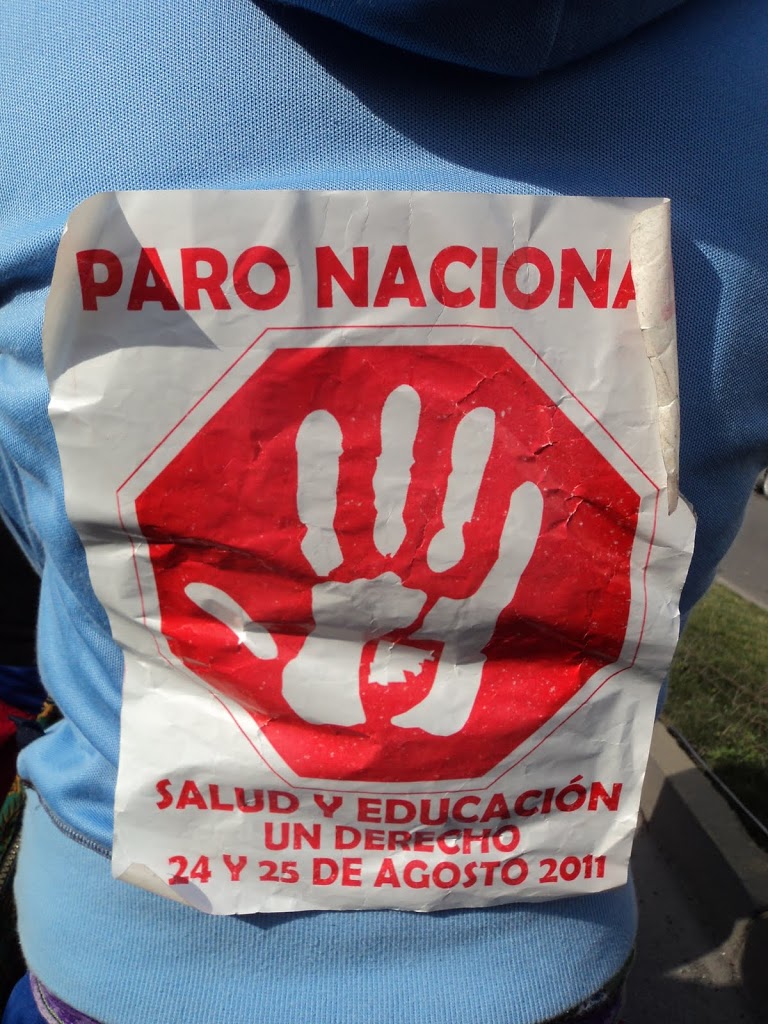 PARO NACIONA
SALUD Y EDUCACIÓN
UN DERECHO
24 Y 25 DE AGOSTO 2011